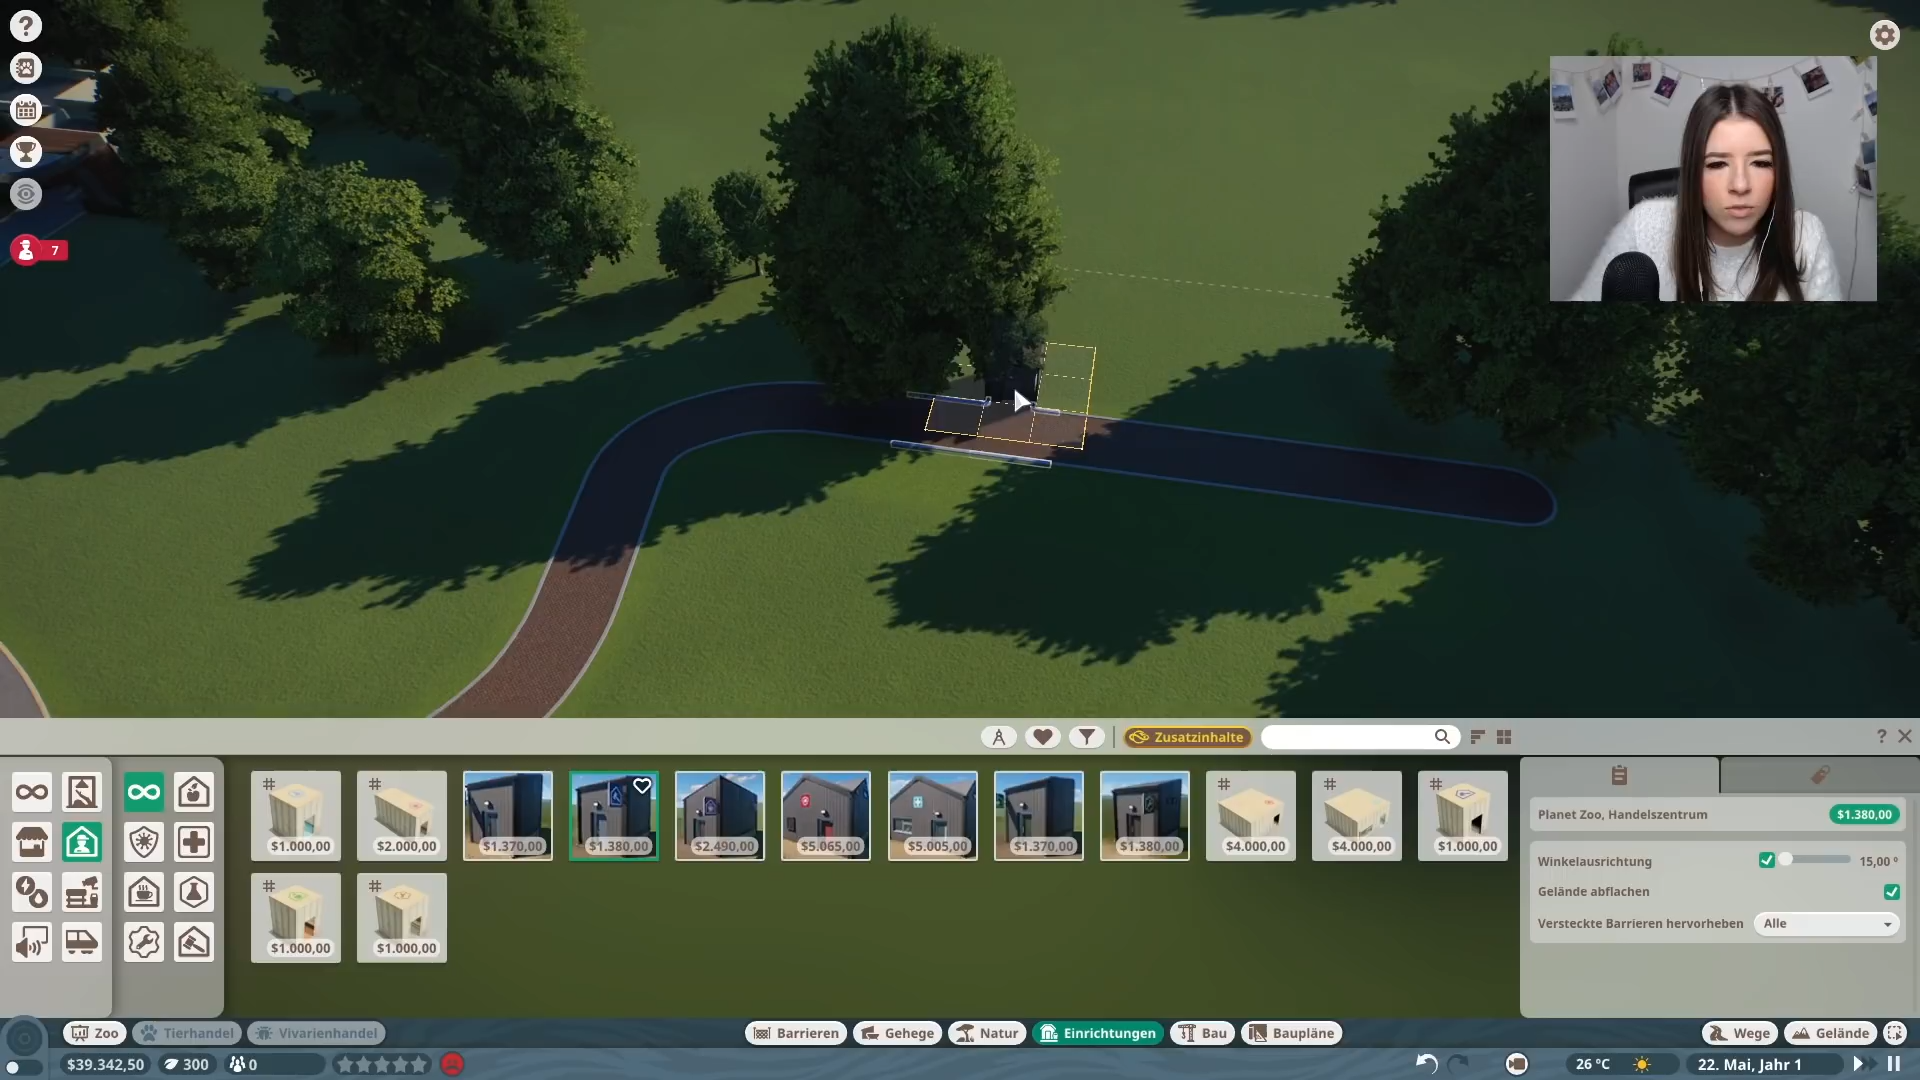 7
Zusatzinhalte
$1.000,00
$2.000,00
$1.370,00
$1.380,00
$2.490,00
$5.065,00
$5.005,00
$1.370,00
$1.380,00
$4.000,00
$4.000,00
$1.000,00
$1.000,00
$1.000,00
Planet Zoo, Handelszentrum $1.380,00
Winkelausrichtung 15,00 °
Gelände abflachen
Versteckte Barrieren hervorheben Alle
Zoo Tierhandel Vivarienhandel Barrieren Gehege Natur Einrichtungen Bau Baupläne Wege Gelände
$39.342,50 300 0 26 °C 22. Mai, Jahr 1